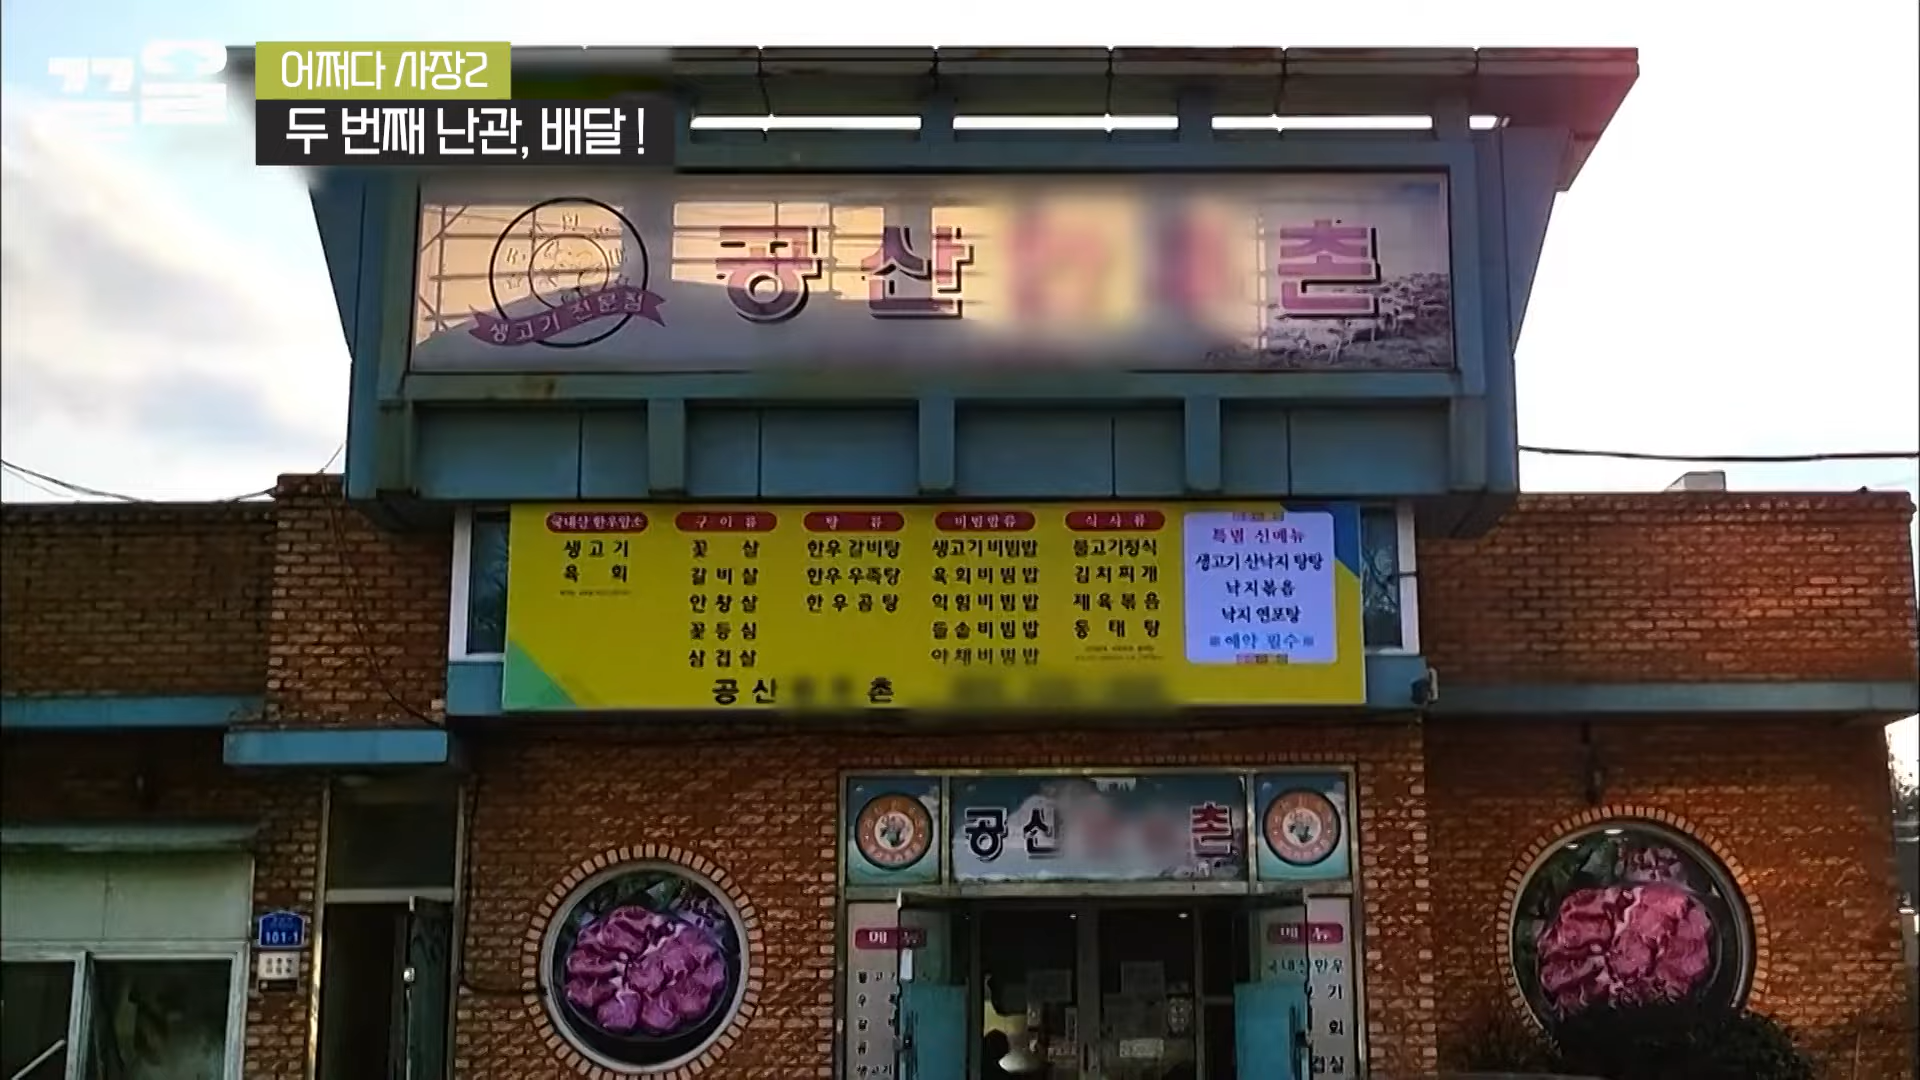 끌올
어쩌다 사장2
두 번째 난관, 배달!
공산 촌
생고기 전문점
국내산 한우암소
생고기
육회
구이류
꽃살
갈비살
안창살
꽃등심
삼겹살
탕류
한우갈비탕
한우우족탕
한우곰탕
비빔밥류
생고기비빔밥
육회비빔밥
익힘비빔밥
돌솥비빔밥
야채비빔밥
식사류
불고기정식
김치찌개
제육볶음
동태탕
특별 신메뉴
생고기 산낙지 탕탕
낙지볶음
낙지 연포탕
예약 필수
공산 촌
공산 촌
101-1
메뉴
메뉴
국내산한우